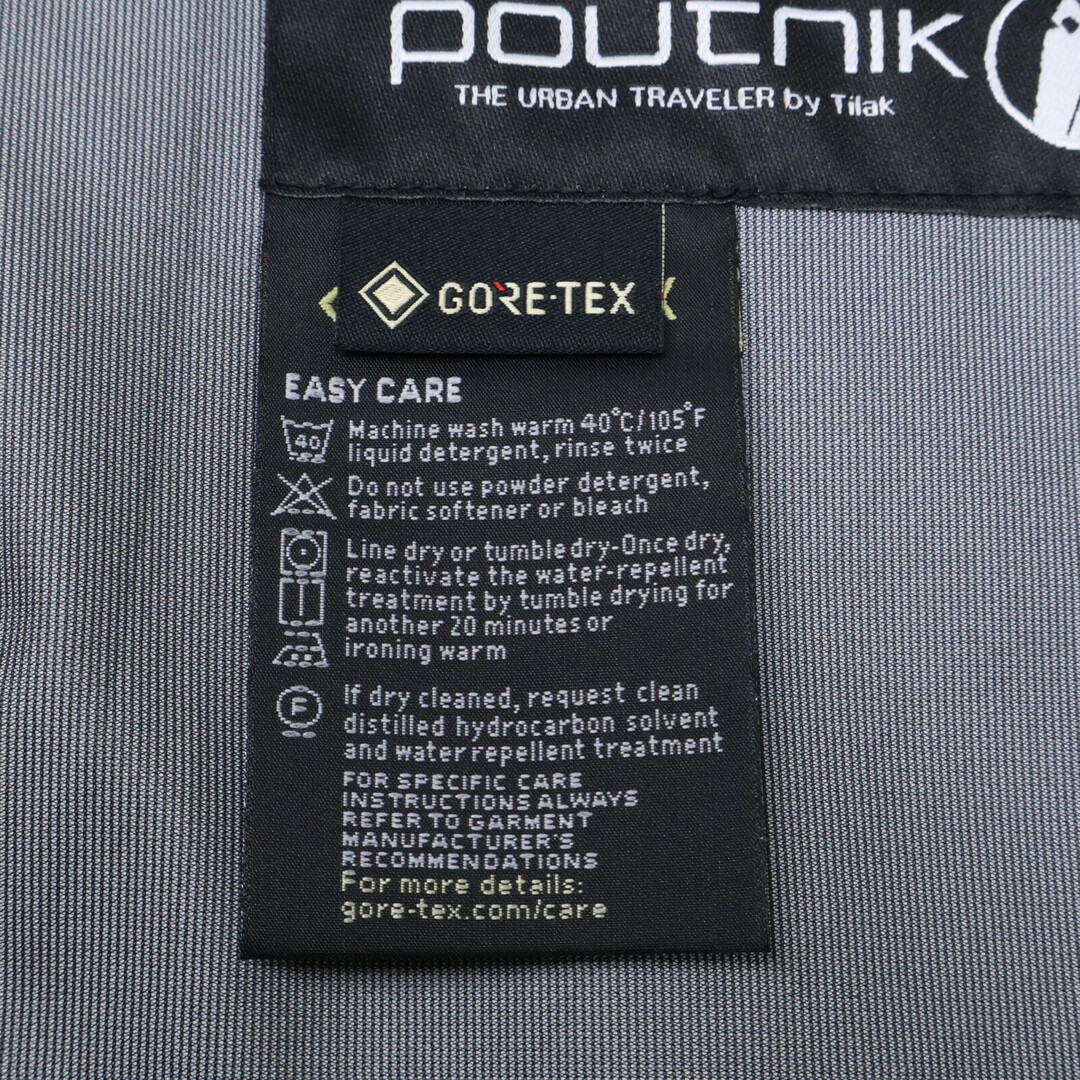 poutnik
THE URBAN TRAVELER by Tilak
GORE-TEX
EASY CARE
40
Machine wash warm 40°C/105°F
liquid detergent, rinse twice
Do not use powder detergent,
fabric softener or bleach
Line dry or tumble dry-Once dry,
reactivate the water-repellent
treatment by tumble drying for
another 20 minutes or
ironing warm
F
If dry cleaned, request clean
distilled hydrocarbon solvent
and water repellent treatment
FOR SPECIFIC CARE
INSTRUCTIONS ALWAYS
REFER TO GARMENT
MANUFACTURER'S
RECOMMENDATIONS
For more details:
gore-tex.com/care